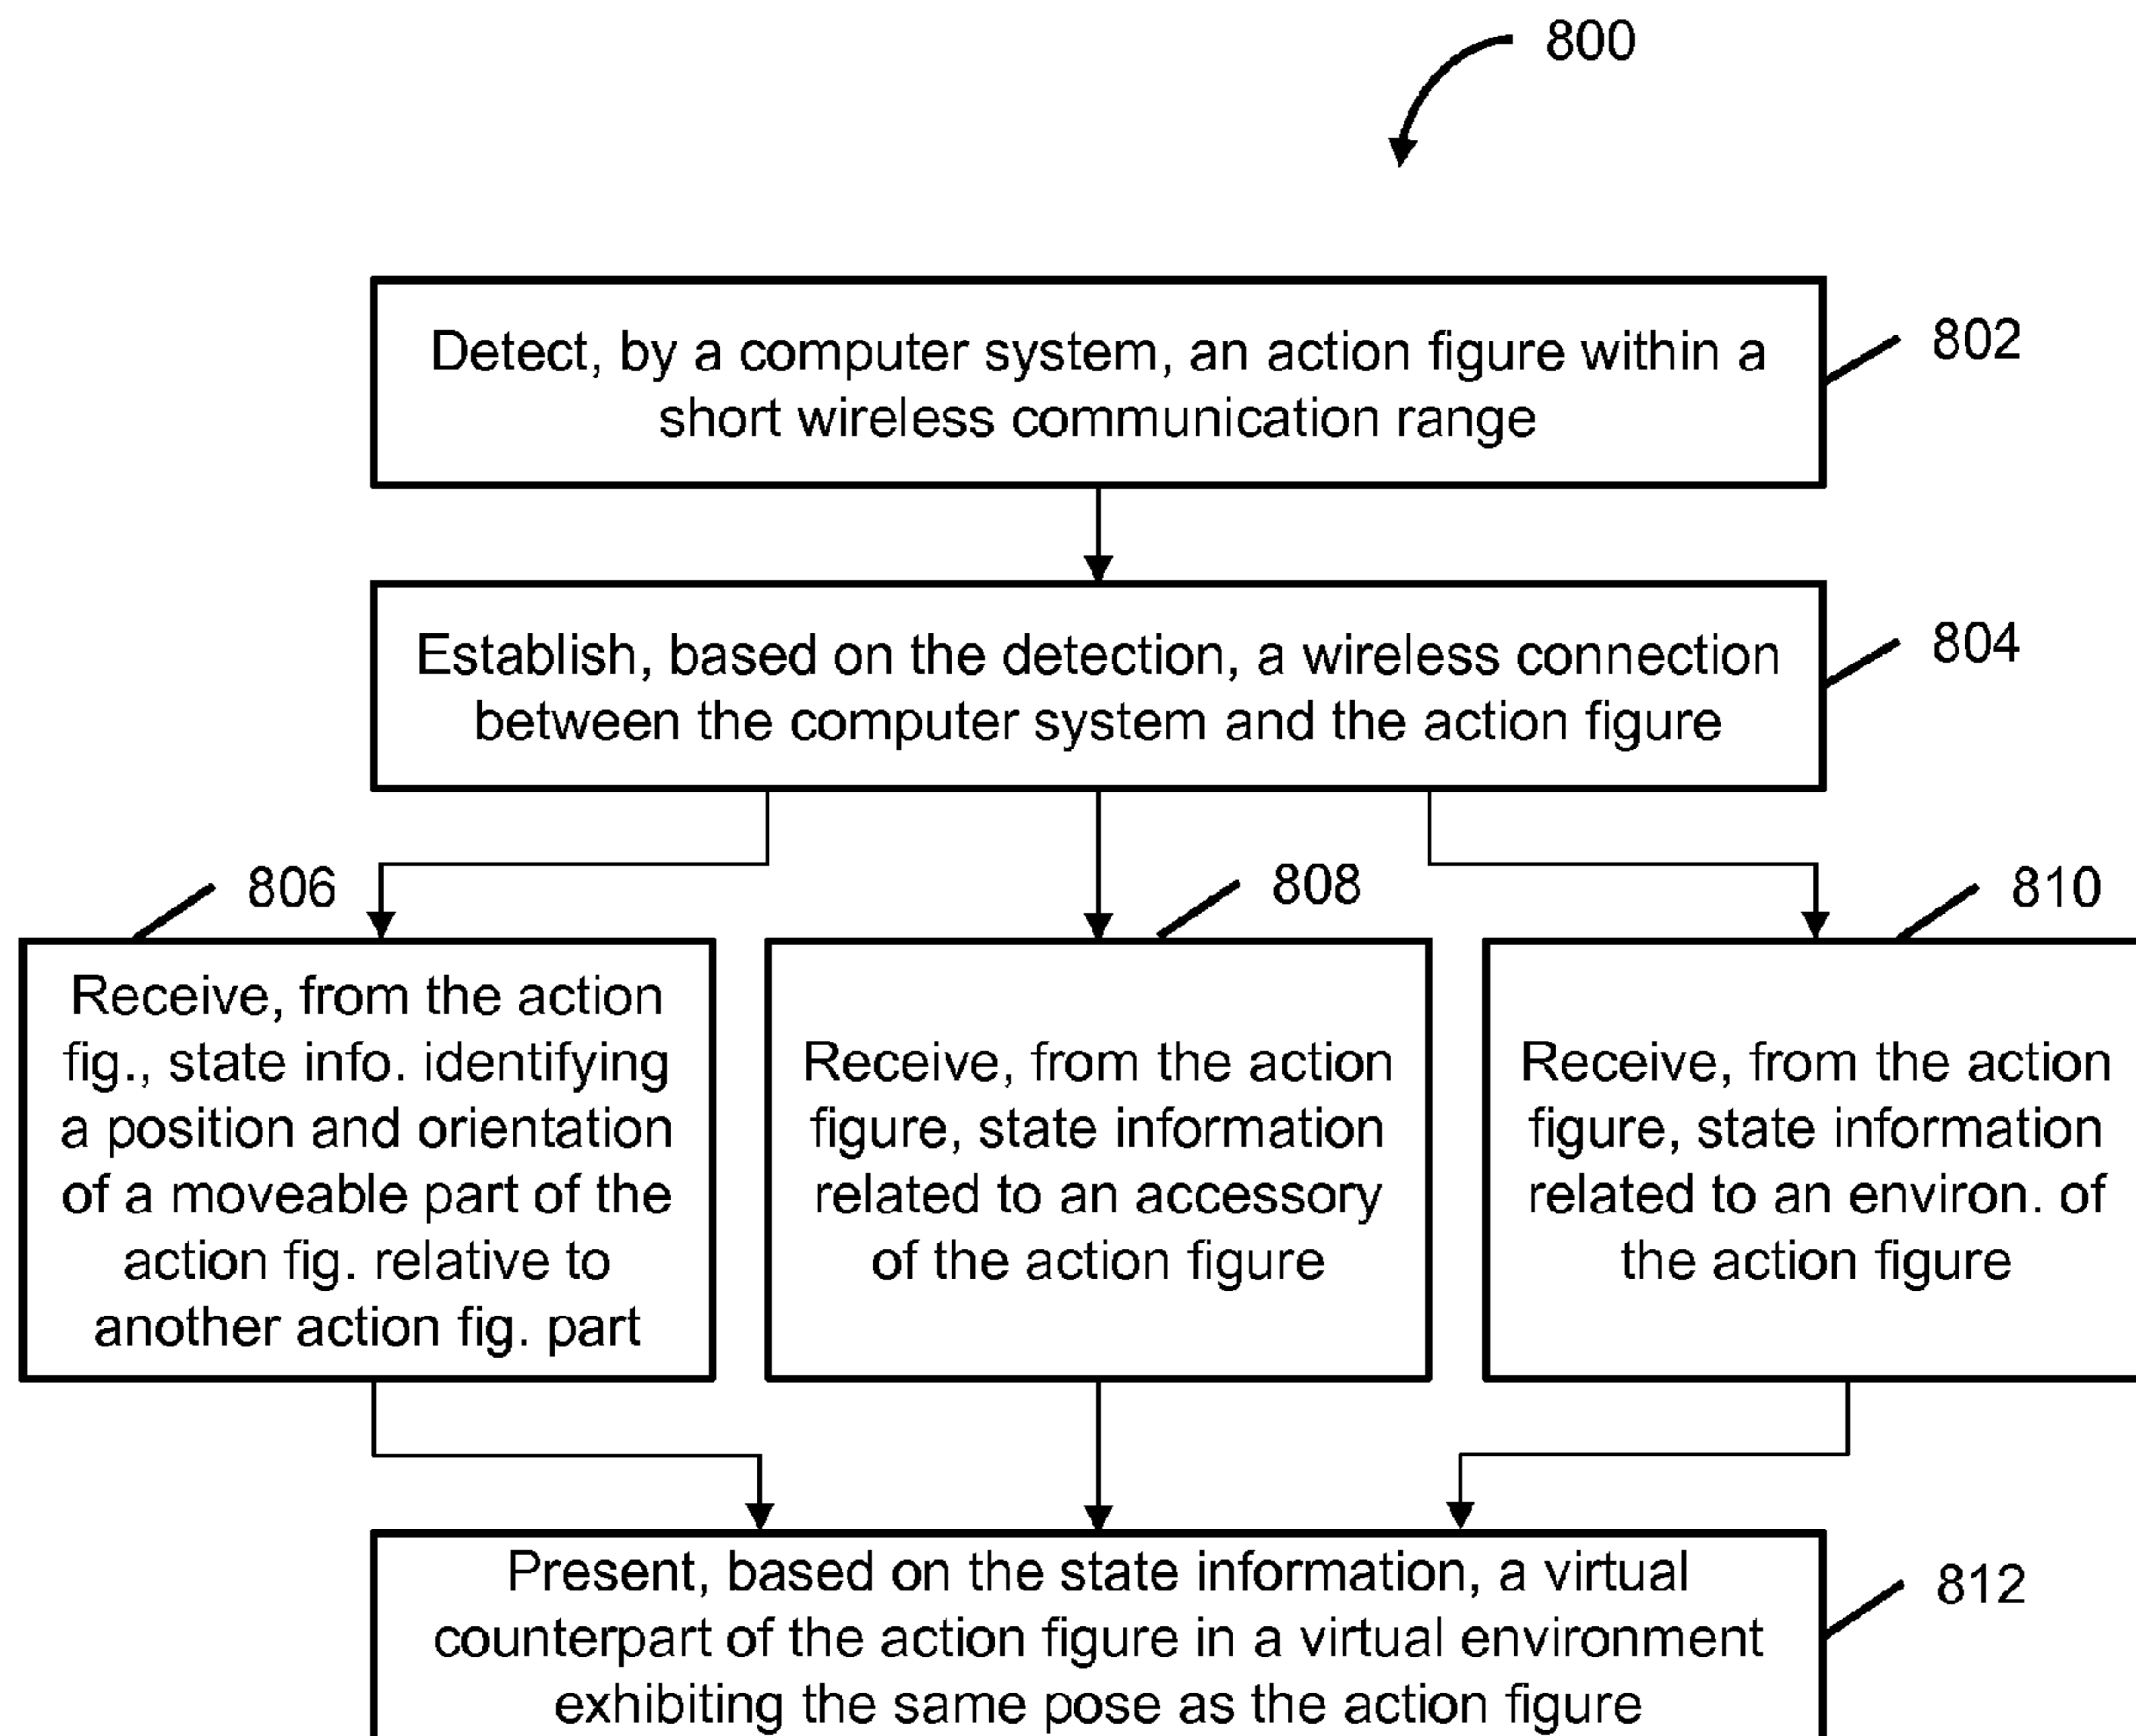 800
Detect, by a computer system, an action figure within a
short wireless communication range
802
Establish, based on the detection, a wireless connection
between the computer system and the action figure
804
806
Receive, from the action
fig., state info. identifying
a position and orientation
of a moveable part of the
action fig. relative to
another action fig. part
808
Receive, from the action
figure, state information
related to an accessory
of the action figure
810
Receive, from the action
figure, state information
related to an environ. of
the action figure
Present, based on the state information, a virtual
counterpart of the action figure in a virtual environment
exhibiting the same pose as the action figure
812